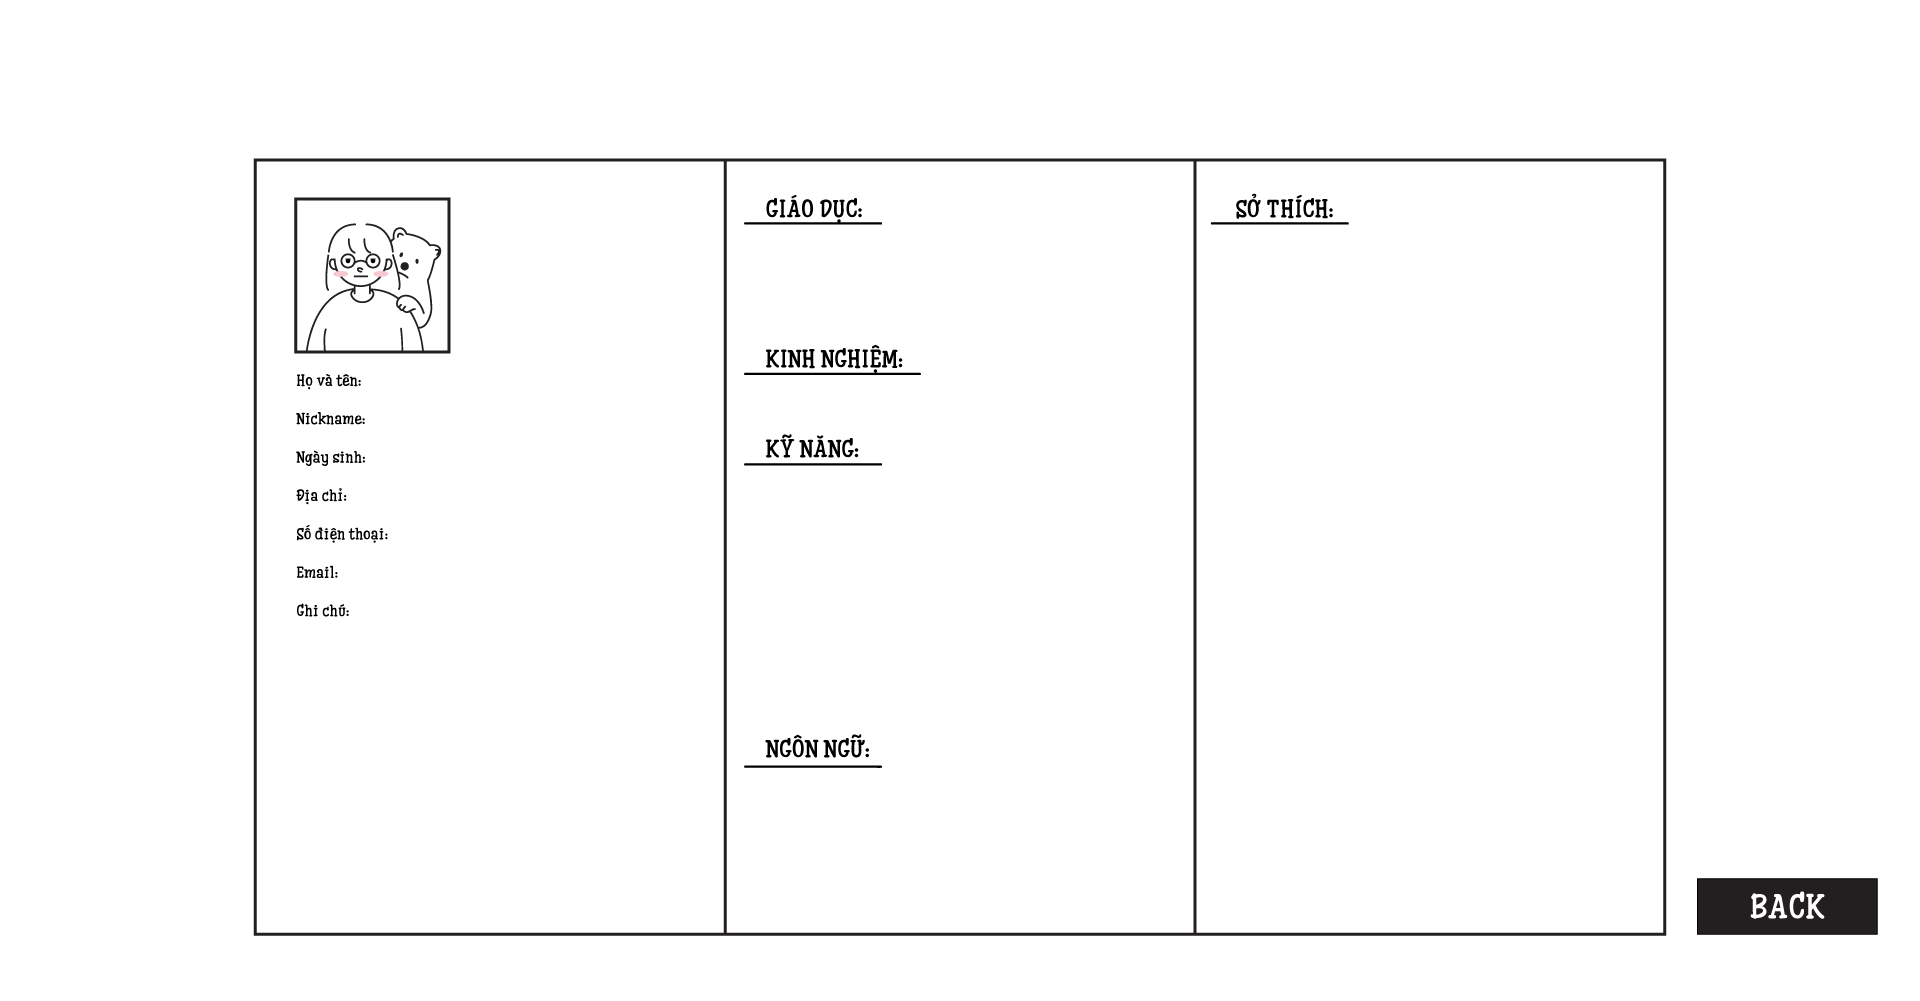 Họ và tên:
Nickname:
Ngày sinh:
Địa chỉ:
Số điện thoại:
Email:
Ghi chú:
GIÁO DỤC:
KINH NGHIỆM:
KỸ NĂNG:
NGÔN NGỮ:
SỞ THÍCH:
BACK